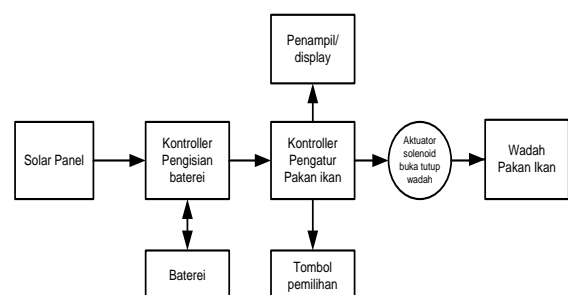 Penampil/
display
Solar Panel
Kontroller
Pengisian
baterei
Kontroller
Pengatur
Pakan ikan
Aktuator
solenoid
buka tutup
wadah
Wadah
Pakan Ikan
Baterei
Tombol
pemilihan